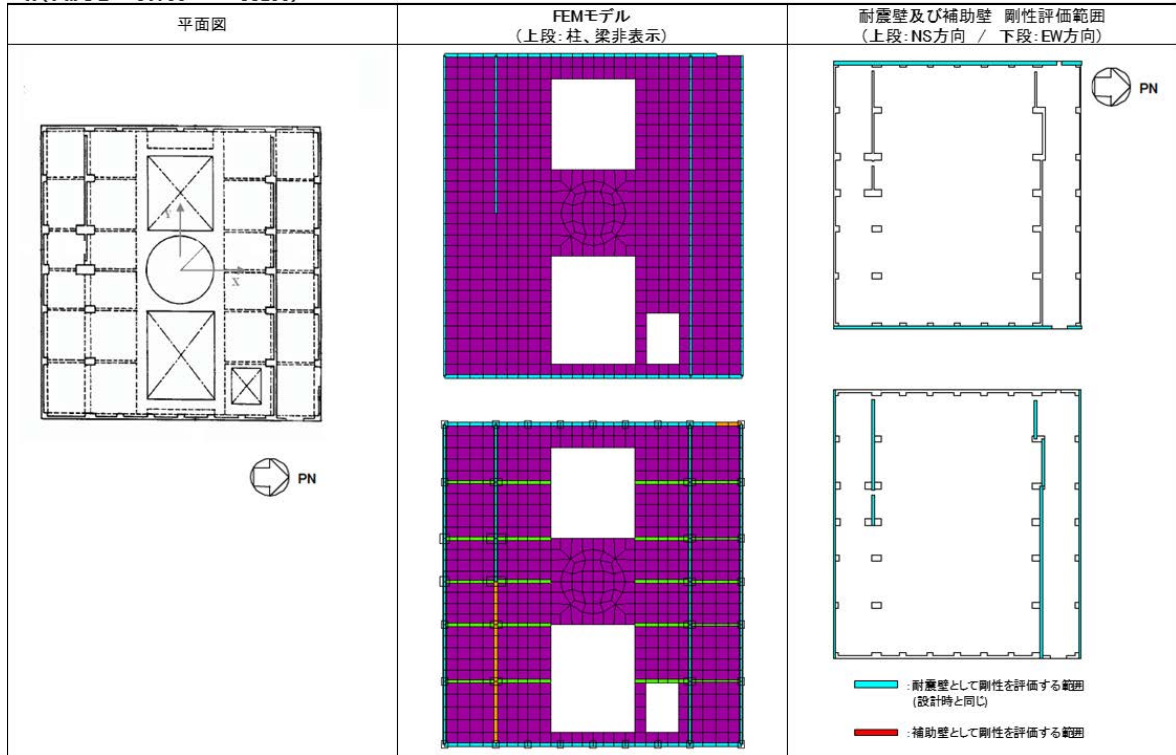 平面図
FEMモデル
(上段:柱、梁非表示)
耐震壁及び補助壁 剛性評価範囲
(上段:NS方向 / 下段:EW方向)
PN
Y
X
PN
:耐震壁として剛性を評価する範囲
(設計時と同じ)
:補助壁として剛性を評価する範囲